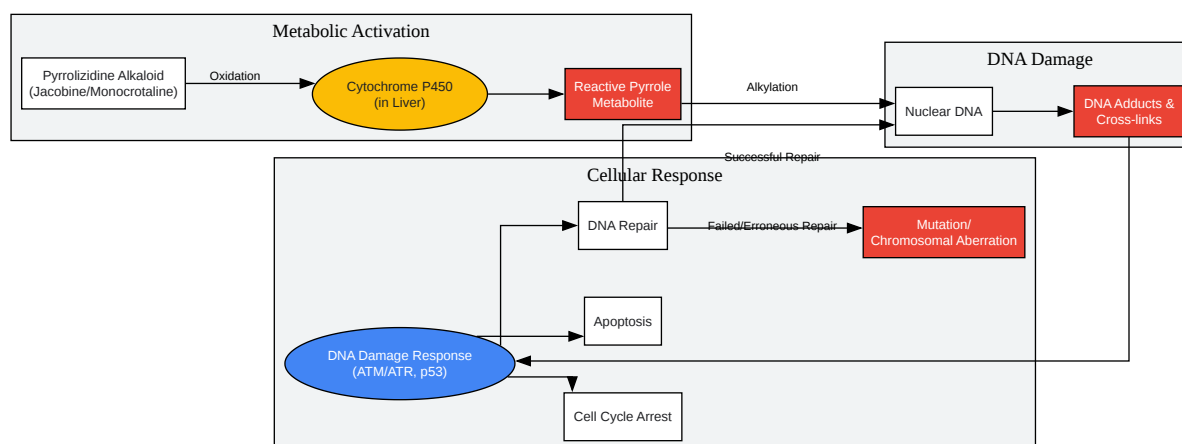 Metabolic Activation
Pyrrolizidine Alkaloid
(Jacobine/Monocrotaline)
Oxidation
Cytochrome P450
(in Liver)
Reactive Pyrrole
Metabolite
Alkylation
DNA Damage
Nuclear DNA
DNA Adducts &
Cross-links
Successful Repair
Cellular Response
DNA Repair
Failed/Erroneous Repair
Mutation/
Chromosomal Aberration
Apoptosis
DNA Damage Response
(ATM/ATR, p53)
Cell Cycle Arrest